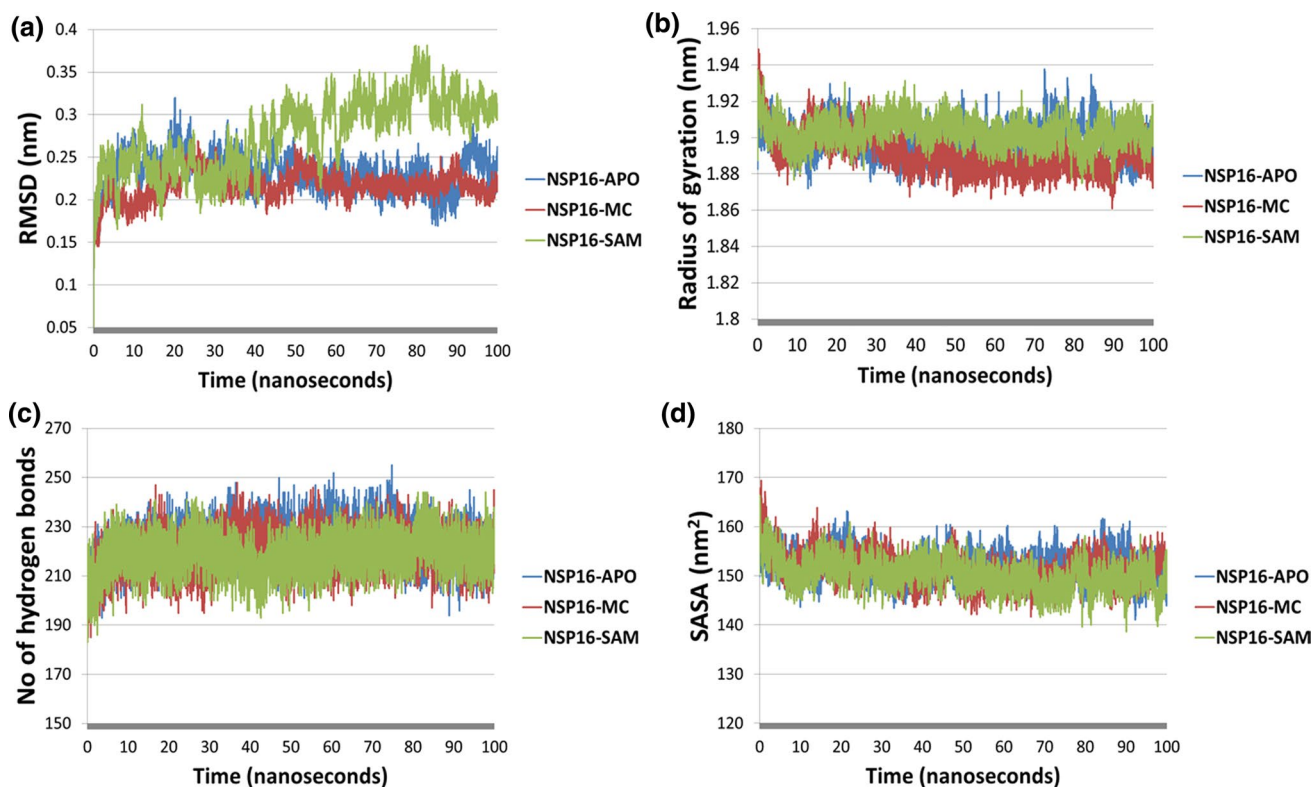 (a)
RMSD (nm)
0.4
0.35
0.3
0.25
0.2
0.15
0.1
0.05
0 10 20 30 40 50 60 70 80 90 100
Time (nanoseconds)
NSP16-APO
NSP16-MC
NSP16-SAM
(b)
Radius of gyration (nm)
1.96
1.94
1.92
1.9
1.88
1.86
1.84
1.82
1.8
0 10 20 30 40 50 60 70 80 90 100
Time (nanoseconds)
NSP16-APO
NSP16-MC
NSP16-SAM
(c)
No of hydrogen bonds
270
250
230
210
190
170
150
0 10 20 30 40 50 60 70 80 90 100
Time (nanoseconds)
NSP16-APO
NSP16-MC
NSP16-SAM
(d)
SASA (nm²)
180
170
160
150
140
130
120
0 10 20 30 40 50 60 70 80 90 100
Time (nanoseconds)
NSP16-APO
NSP16-MC
NSP16-SAM